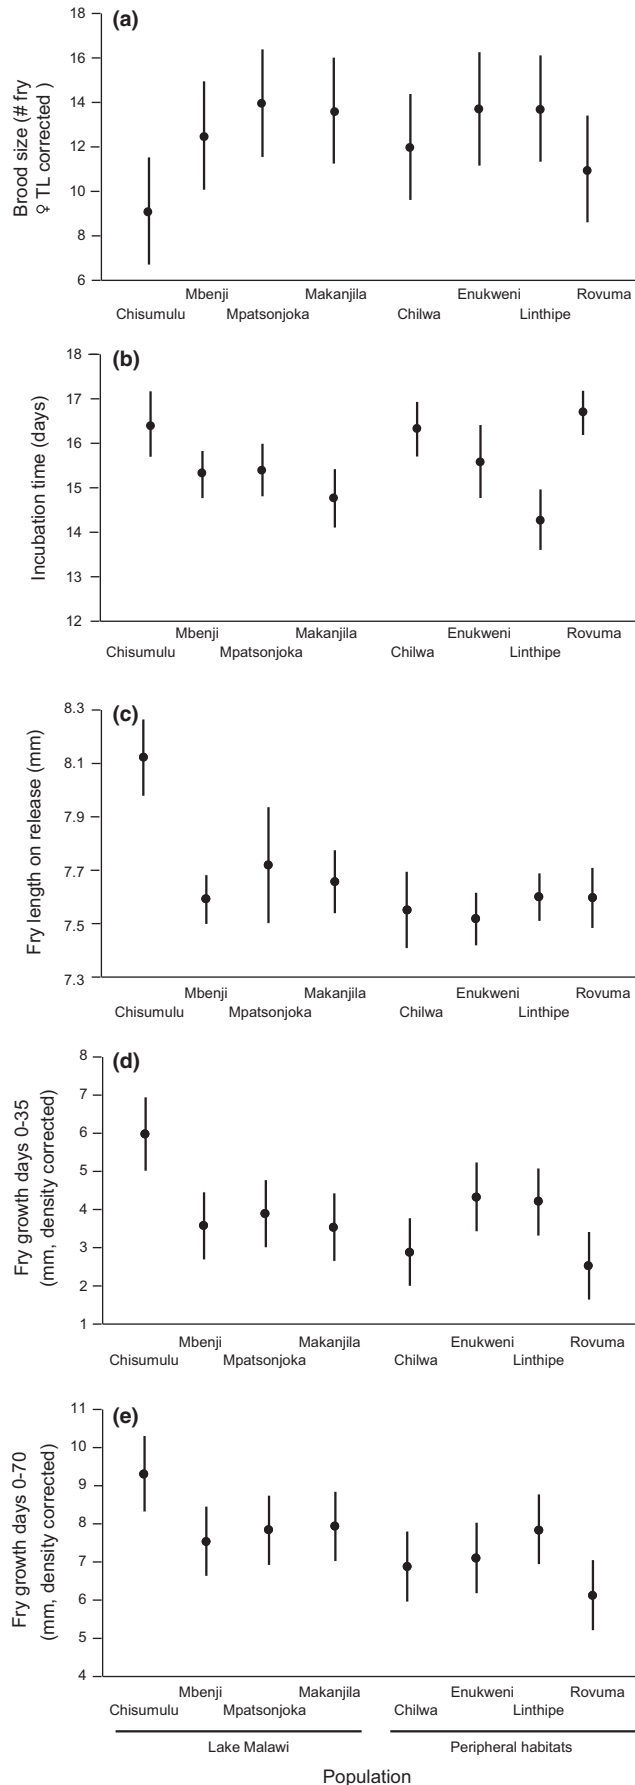 (a)
Brood size (# fry
♀ TL corrected )
18
16
14
12
10
8
6
Mbenji Makanjila Enukweni Rovuma
Chisumulu Mpatsonjoka Chilwa Linthipe
(b)
Incubation time (days)
18
17
16
15
14
13
12
Mbenji Makanjila Enukweni Rovuma
Chisumulu Mpatsonjoka Chilwa Linthipe
(c)
Fry length on release (mm)
8.3
8.1
7.9
7.7
7.5
7.3
Mbenji Makanjila Enukweni Rovuma
Chisumulu Mpatsonjoka Chilwa Linthipe
(d)
Fry growth days 0-35
(mm, density corrected)
8
7
6
5
4
3
2
1
Mbenji Makanjila Enukweni Rovuma
Chisumulu Mpatsonjoka Chilwa Linthipe
(e)
Fry growth days 0-70
(mm, density corrected)
11
10
9
8
7
6
5
4
Mbenji Makanjila Enukweni Rovuma
Chisumulu Mpatsonjoka Chilwa Linthipe
Lake Malawi Peripheral habitats
Population